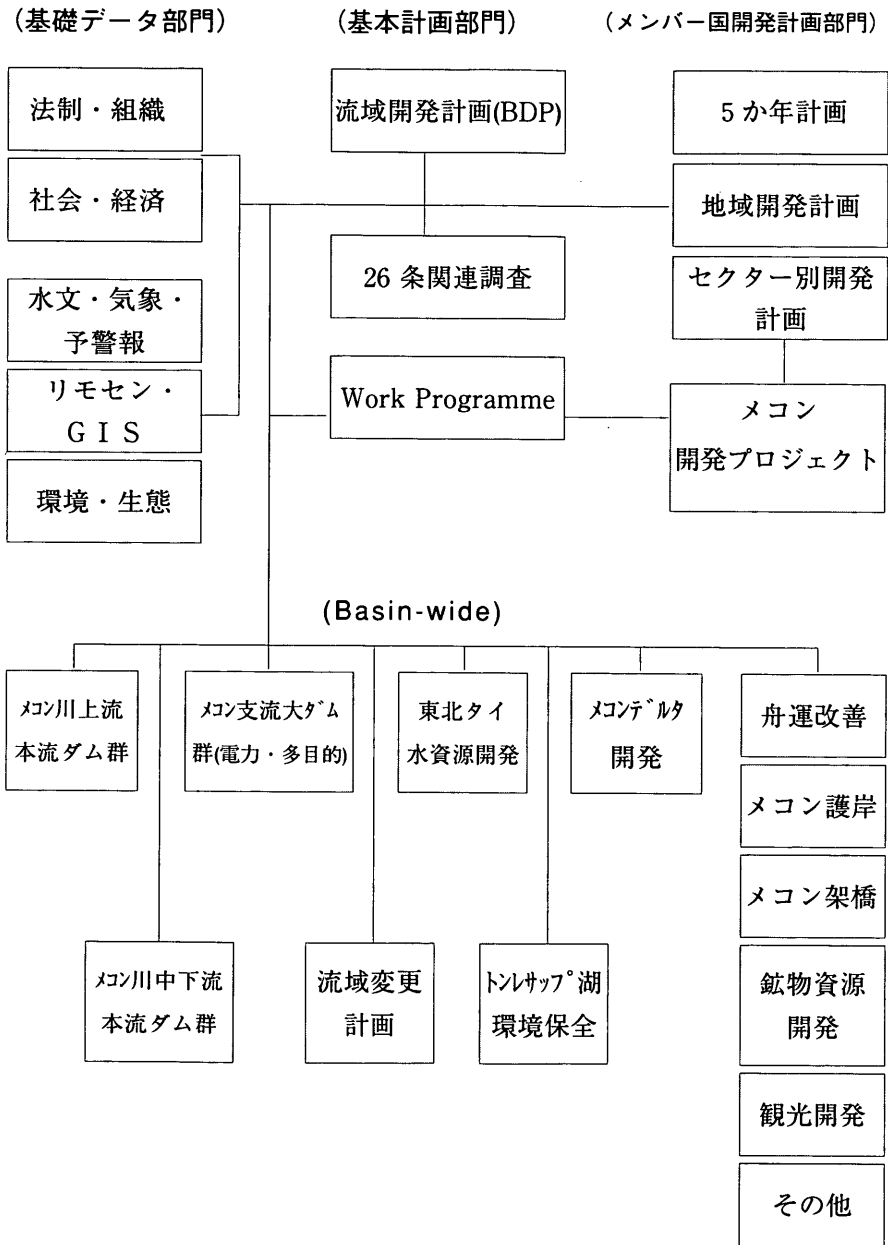 (基礎データ部門)
(基本計画部門)
(メンバー国開発計画部門)
法制・組織
社会・経済
水文・気象・
予警報
リモセン・
ＧＩＳ
環境・生態
流域開発計画(BDP)
26 条関連調査
Work Programme
5 か年計画
地域開発計画
セクター別開発
計画
メコン
開発プロジェクト
(Basin-wide)
ﾒｺﾝ川上流
本流ダム群
ﾒｺﾝ支流大ﾀﾞﾑ
群(電力・多目的)
東北タイ
水資源開発
ﾒｺﾝﾃﾞﾙﾀ
開発
舟運改善
メコン護岸
メコン架橋
鉱物資源
開発
観光開発
その他
ﾒｺﾝ川中下流
本流ダム群
流域変更
計画
ﾄﾝﾚｻｯﾌﾟ湖
環境保全